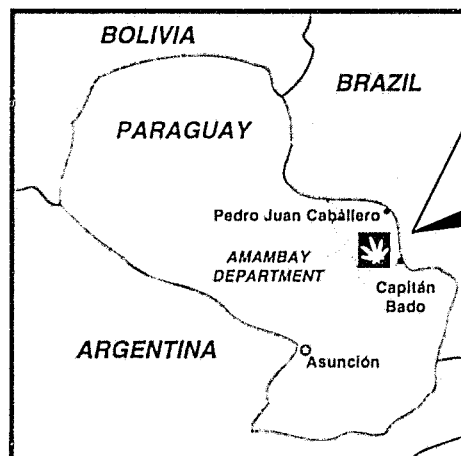 BOLIVIA
BRAZIL
PARAGUAY
Pedro Juan Caballero
AMAMBAY
DEPARTMENT
Capitán
Bado
ARGENTINA
Asunción